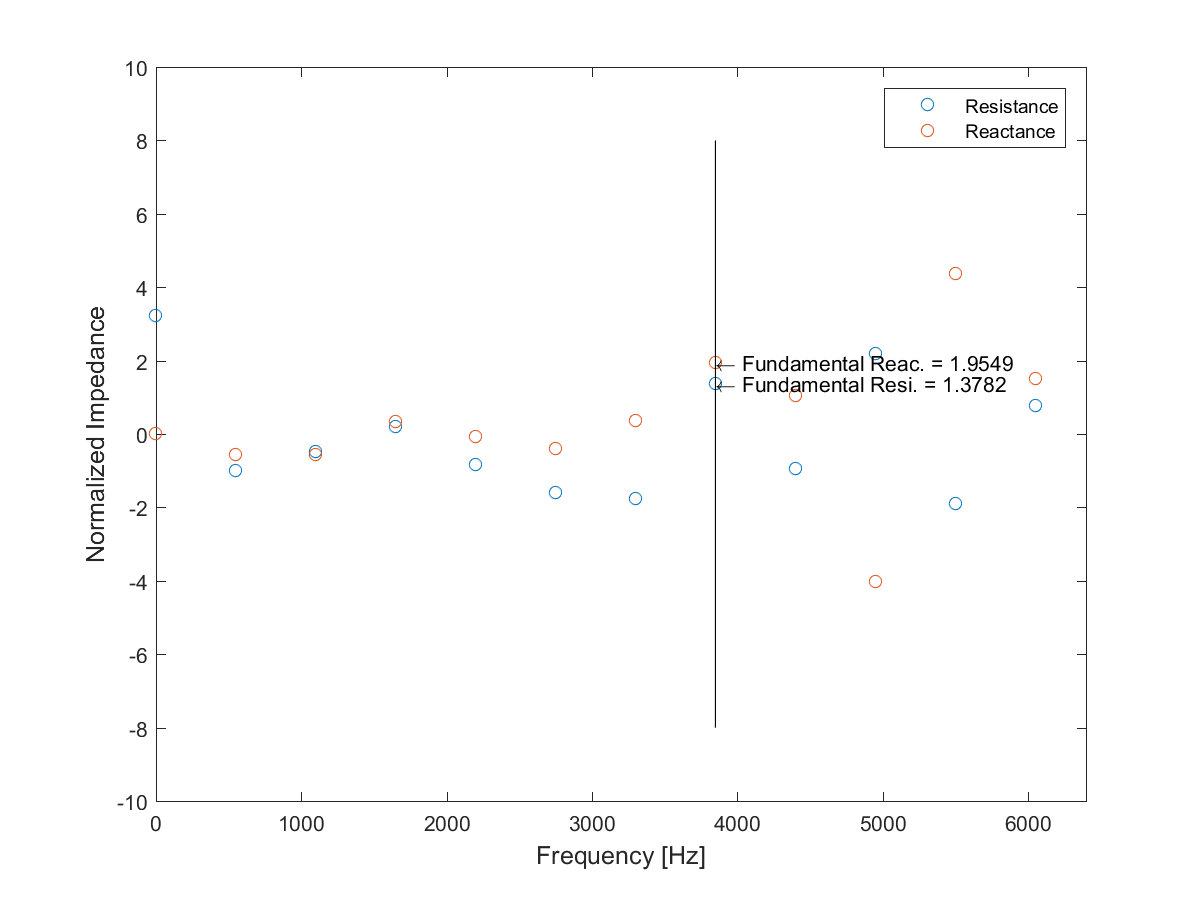 10
8
6
4
2
0
-2
-4
-6
-8
-10
Normalized Impedance
Resistance
Reactance
← Fundamental Reac. = 1.9549
← Fundamental Resi. = 1.3782
0 1000 2000 3000 4000 5000 6000
Frequency [Hz]